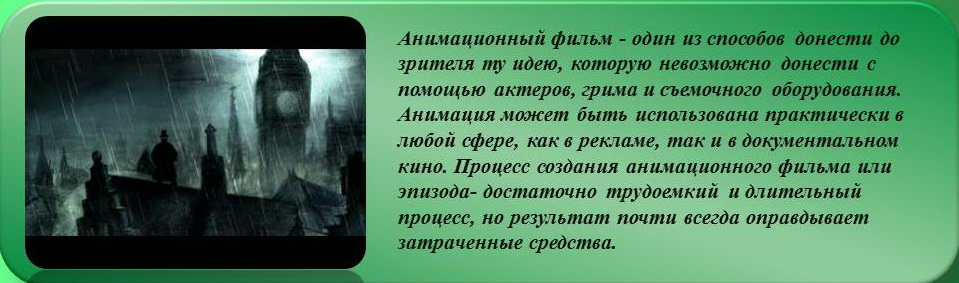 Анимационный фильм - один из способов донести до
зрителя ту идею, которую невозможно донести с
помощью актеров, грима и съемочного оборудования.
Анимация может быть использована практически в
любой сфере, как в рекламе, так и в документальном
кино. Процесс создания анимационного фильма или
эпизода- достаточно трудоемкий и длительный
процесс, но результат почти всегда оправдывает
затраченные средства.